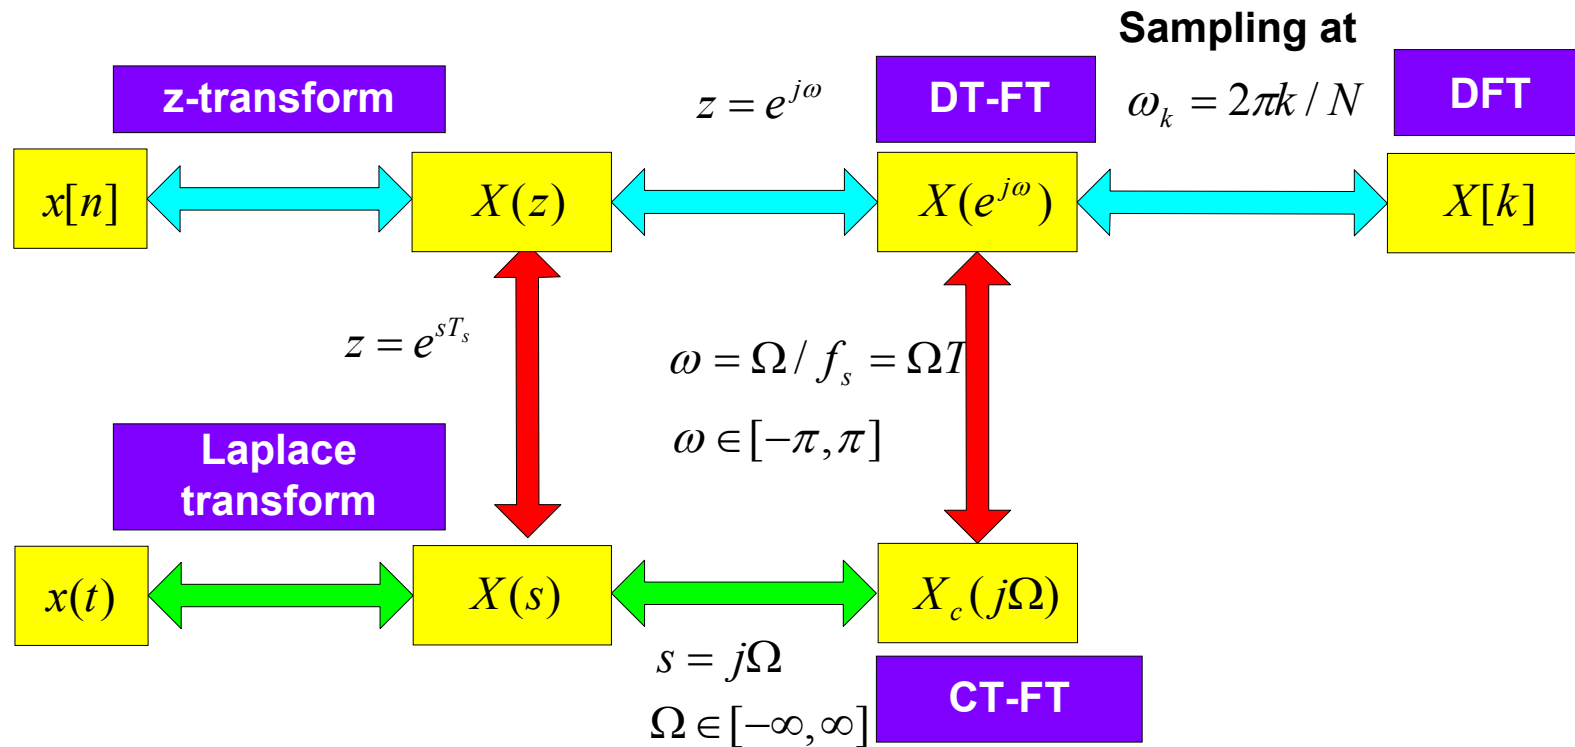 Sampling at
z-transform
z = e^{jω}
DT-FT
ω_k = 2πk / N
DFT
x[n]
X(z)
X(e^{jω})
X[k]
z = e^{sT_s}
ω = Ω / f_s = ΩT
ω ∈ [−π, π]
Laplace
transform
x(t)
X(s)
X_c(jΩ)
s = jΩ
Ω ∈ [−∞, ∞]
CT-FT